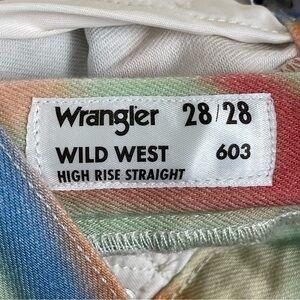 Wrangler 28/28
WILD WEST 603
HIGH RISE STRAIGHT